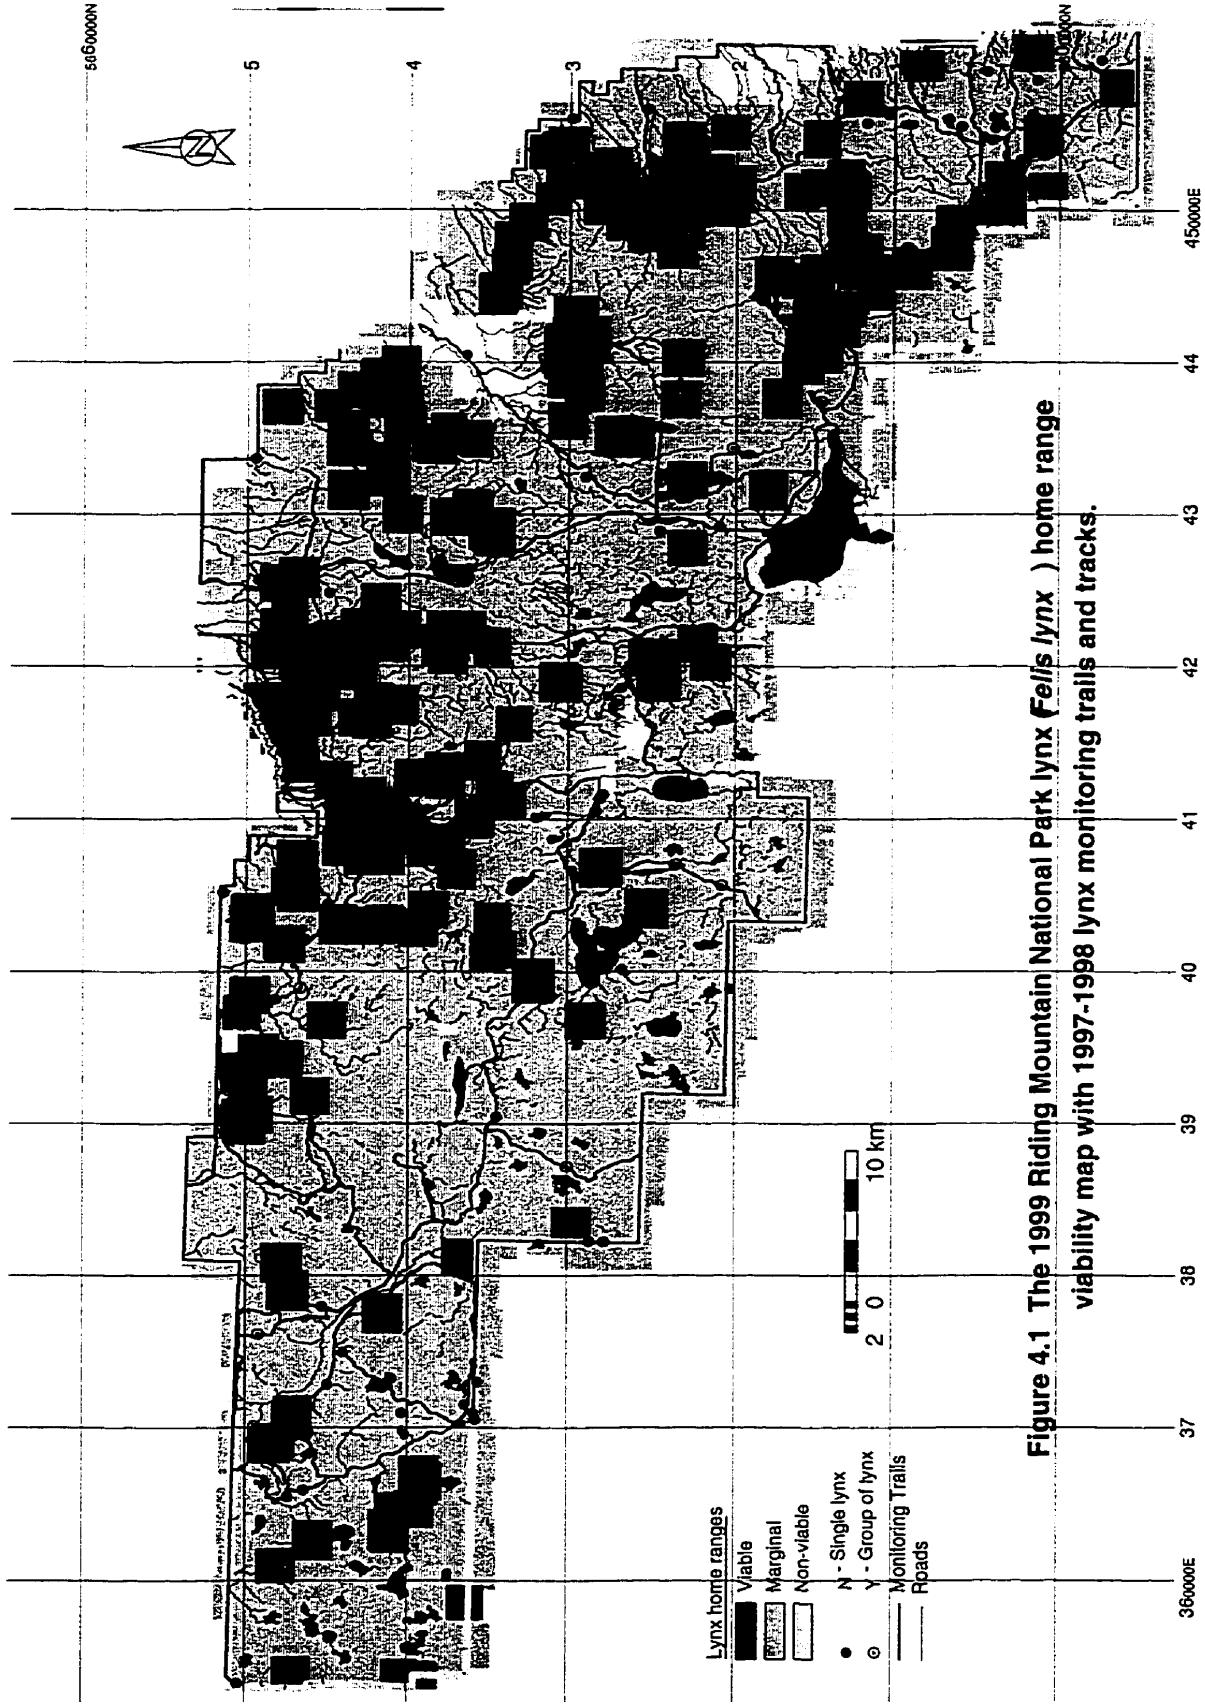 5060000N
5
4
3
2
5000000N
N
360000E
37
38
39
40
41
42
43
44
450000E
Lynx home ranges
Viable
Marginal
Non-viable
N - Single lynx
Y - Group of lynx
Monitoring Trails
Roads
2 0 10 km
Figure 4.1 The 1999 Riding Mountain National Park lynx (Felis lynx ) home range
viability map with 1997-1998 lynx monitoring trails and tracks.